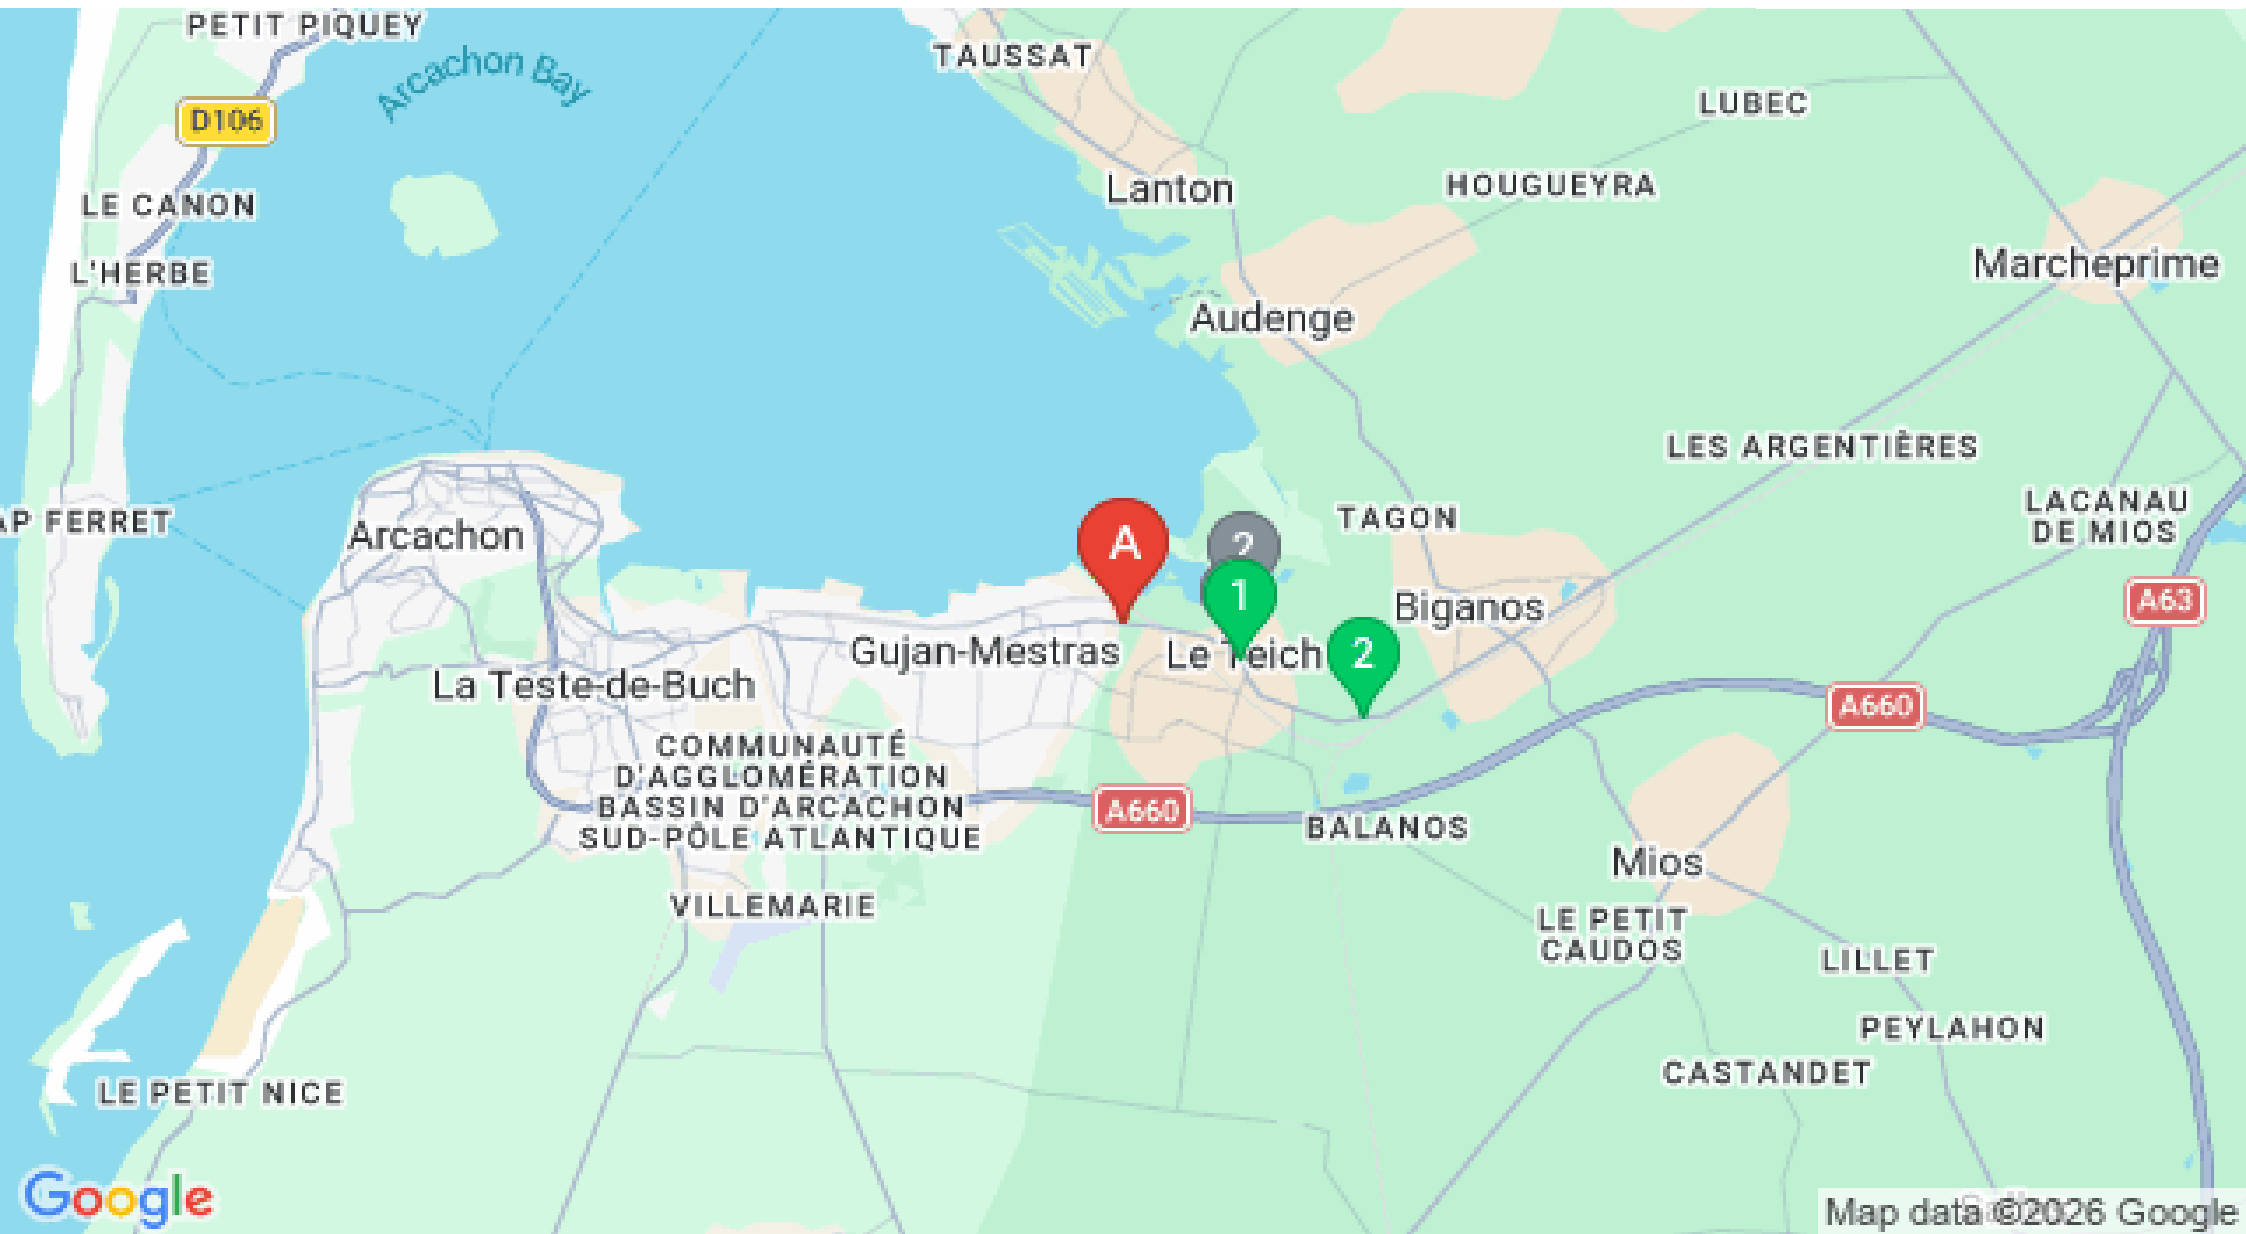 PETIT PIQUEY
Arcachon Bay
TAUSSAT
D106
LUBEC
LE CANON
Lanton
HOUGUEYRA
L'HERBE
Marcheprime
Audenge
LES ARGENTIÈRES
AP FERRET
Arcachon
A
2
TAGON
LACANAU
DE MIOS
1
Biganos
A63
Gujan-Mestras
Le Teich
2
La Teste-de-Buch
A660
COMMUNAUTÉ
D'AGGLOMÉRATION
BASSIN D'ARCACHON
SUD-PÔLE ATLANTIQUE
A660
BALANOS
Mios
VILLEMARIE
LE PETIT
CAUDOS
LILLET
PEYLAHON
CASTANDET
LE PETIT NICE
Google
Map data ©2026 Google